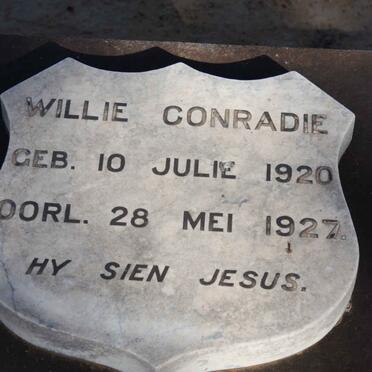 WILLIE CONRADIE
GEB. 10 JULIE 1920
OORL. 28 MEI 1927.
HY SIEN JESUS.